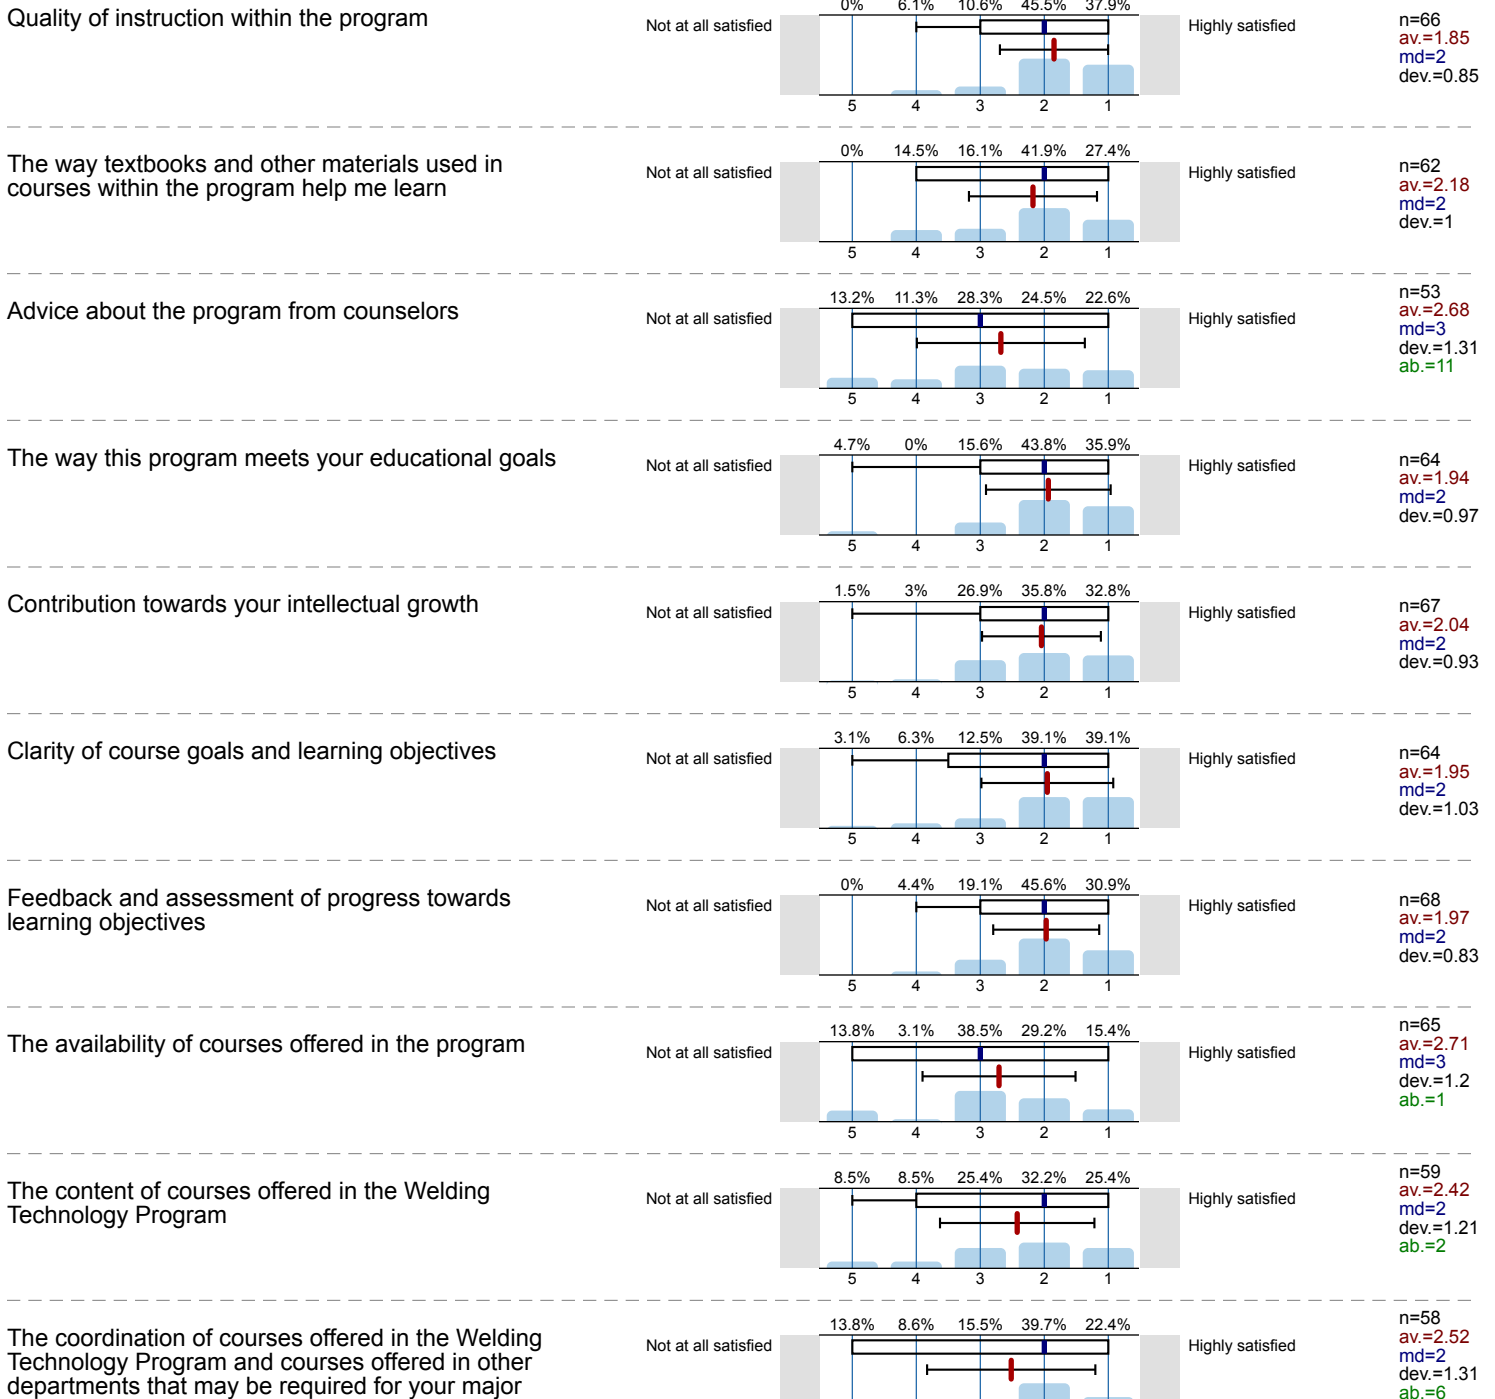 Quality of instruction within the program
Not at all satisfied
0% 6.1% 10.6% 45.5% 37.9%
5 4 3 2 1
Highly satisfied
n=66
av.=1.85
md=2
dev.=0.85
The way textbooks and other materials used in
courses within the program help me learn
Not at all satisfied
0% 14.5% 16.1% 41.9% 27.4%
5 4 3 2 1
Highly satisfied
n=62
av.=2.18
md=2
dev.=1
Advice about the program from counselors
Not at all satisfied
13.2% 11.3% 28.3% 24.5% 22.6%
5 4 3 2 1
Highly satisfied
n=53
av.=2.68
md=3
dev.=1.31
ab.=11
The way this program meets your educational goals
Not at all satisfied
4.7% 0% 15.6% 43.8% 35.9%
5 4 3 2 1
Highly satisfied
n=64
av.=1.94
md=2
dev.=0.97
Contribution towards your intellectual growth
Not at all satisfied
1.5% 3% 26.9% 35.8% 32.8%
5 4 3 2 1
Highly satisfied
n=67
av.=2.04
md=2
dev.=0.93
Clarity of course goals and learning objectives
Not at all satisfied
3.1% 6.3% 12.5% 39.1% 39.1%
5 4 3 2 1
Highly satisfied
n=64
av.=1.95
md=2
dev.=1.03
Feedback and assessment of progress towards
learning objectives
Not at all satisfied
0% 4.4% 19.1% 45.6% 30.9%
5 4 3 2 1
Highly satisfied
n=68
av.=1.97
md=2
dev.=0.83
The availability of courses offered in the program
Not at all satisfied
13.8% 3.1% 38.5% 29.2% 15.4%
5 4 3 2 1
Highly satisfied
n=65
av.=2.71
md=3
dev.=1.2
ab.=1
The content of courses offered in the Welding
Technology Program
Not at all satisfied
8.5% 8.5% 25.4% 32.2% 25.4%
5 4 3 2 1
Highly satisfied
n=59
av.=2.42
md=2
dev.=1.21
ab.=2
The coordination of courses offered in the Welding
Technology Program and courses offered in other
departments that may be required for your major
Not at all satisfied
13.8% 8.6% 15.5% 39.7% 22.4%
Highly satisfied
n=58
av.=2.52
md=2
dev.=1.31
ab.=6